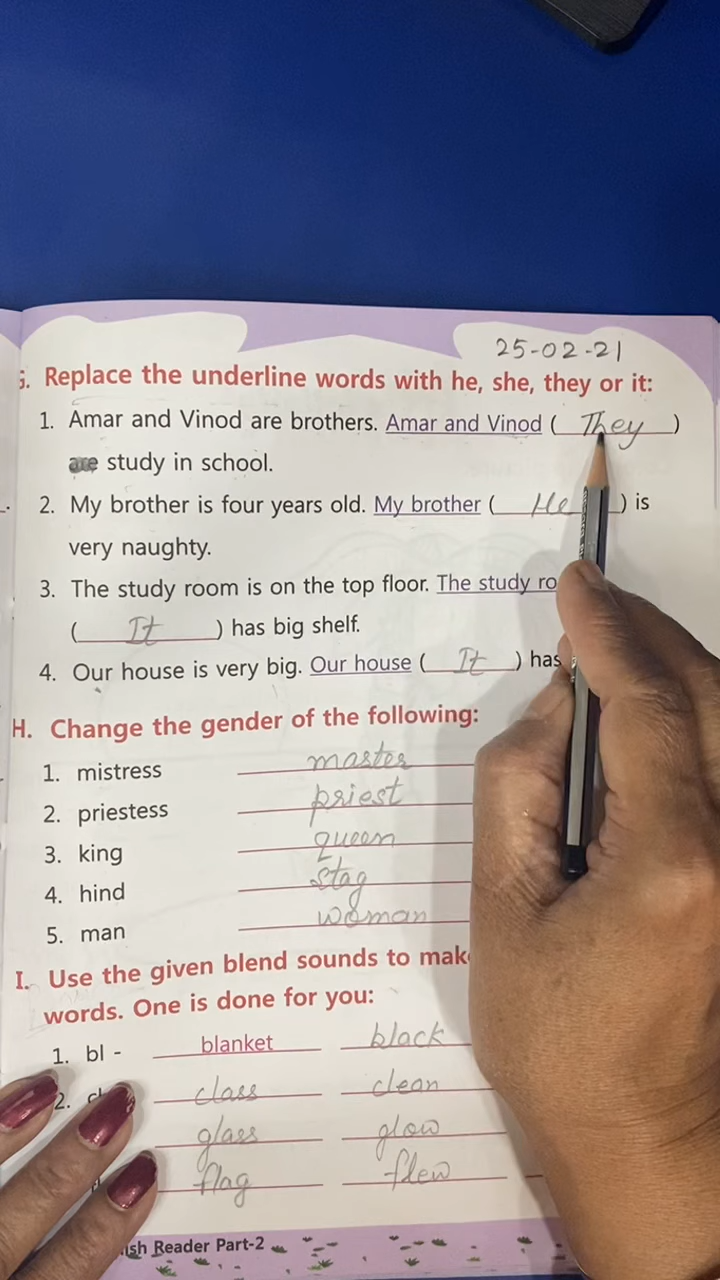 25-02-21
G. Replace the underline words with he, she, they or it:
1. Amar and Vinod are brothers. Amar and Vinod ( They )
are study in school.
2. My brother is four years old. My brother ( He ) is
very naughty.
3. The study room is on the top floor. The study ro
( It ) has big shelf.
4. Our house is very big. Our house ( It ) has
H. Change the gender of the following:
1. mistress master
2. priestess priest
3. king queen
4. hind stag
5. man woman
I. Use the given blend sounds to mak
words. One is done for you:
1. bl - blanket black
2. cl class clean
glass glow
flag flew
ish Reader Part-2